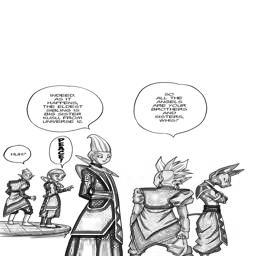 SO
ALL THE
ANGELS
ARE YOUR
BROTHERS
AND
SISTERS,
WHIS?
INDEED.
AS IT
HAPPENS,
THE ELDEST
SIBLING IS
BIG SISTER
KUSU, FROM
UNIVERSE
PEACE!
HUH?